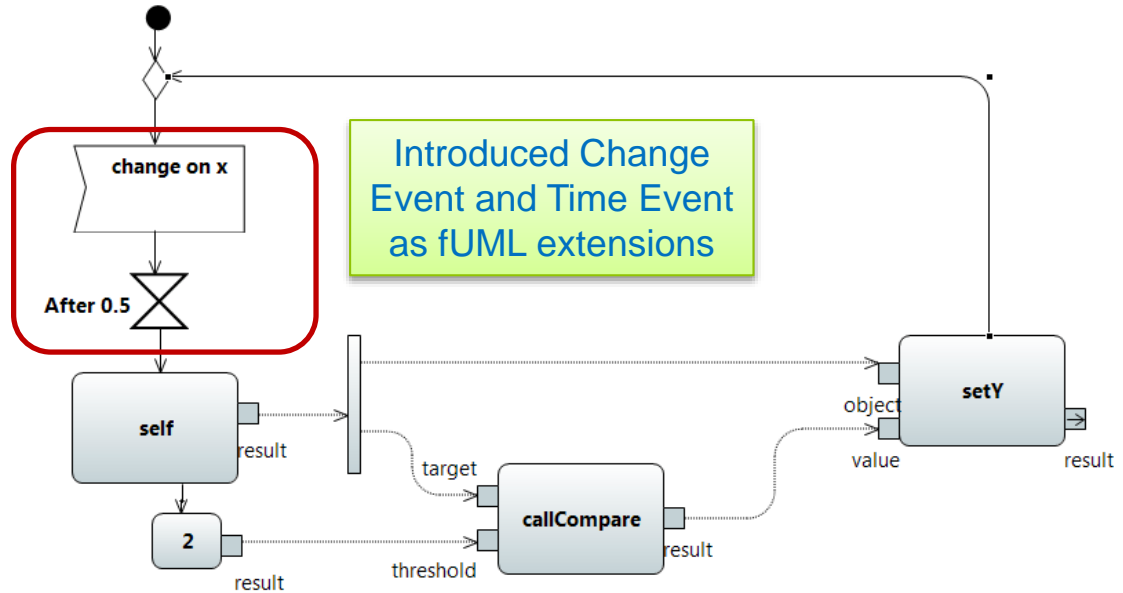 change on x
Introduced Change
Event and Time Event
as fUML extensions
After 0.5
self
result
2
result
target
threshold
callCompare
result
object
value
setY
result